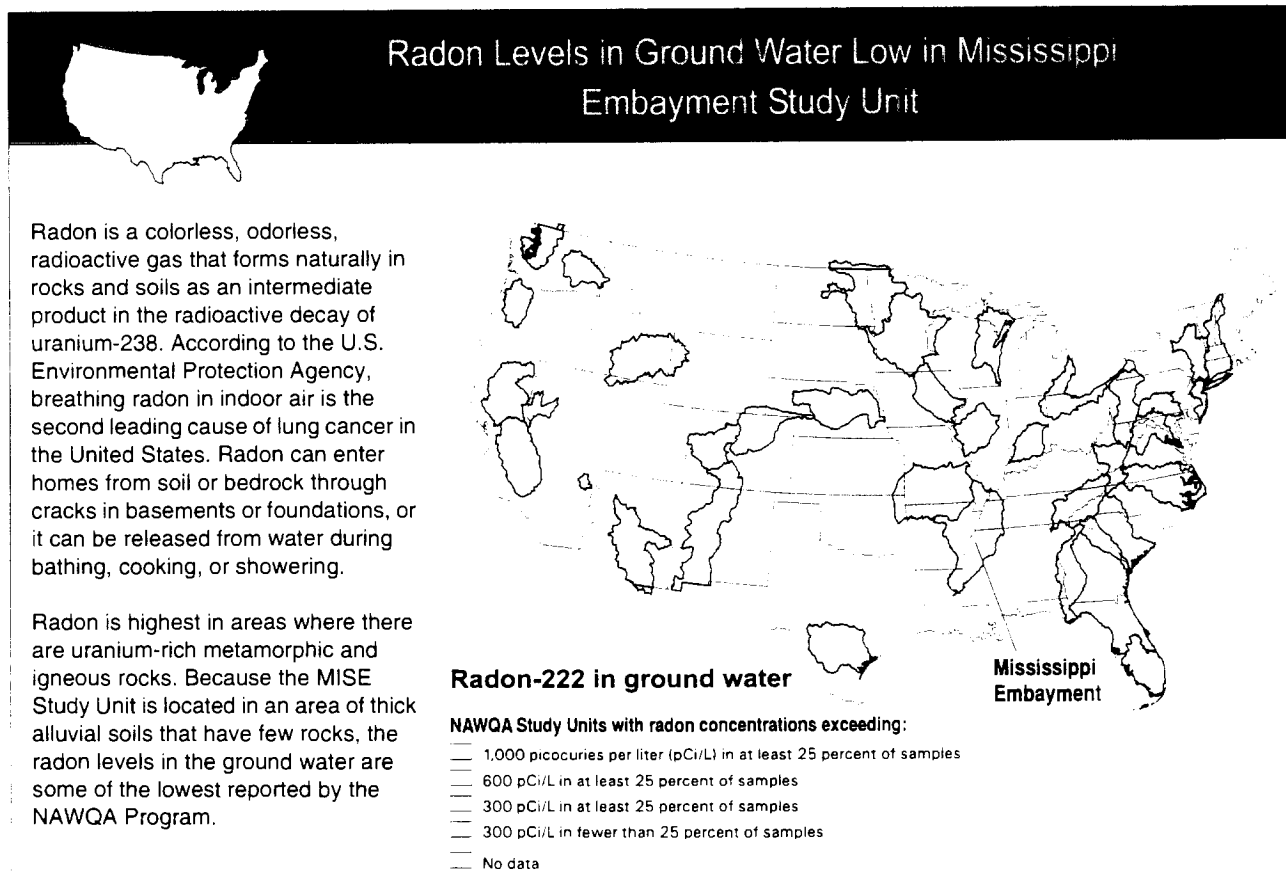 Radon Levels in Ground Water Low in Mississippi
Embayment Study Unit
Radon is a colorless, odorless,
radioactive gas that forms naturally in
rocks and soils as an intermediate
product in the radioactive decay of
uranium-238. According to the U.S.
Environmental Protection Agency,
breathing radon in indoor air is the
second leading cause of lung cancer in
the United States. Radon can enter
homes from soil or bedrock through
cracks in basements or foundations, or
it can be released from water during
bathing, cooking, or showering.
Radon is highest in areas where there
are uranium-rich metamorphic and
igneous rocks. Because the MISE
Study Unit is located in an area of thick
alluvial soils that have few rocks, the
radon levels in the ground water are
some of the lowest reported by the
NAWQA Program.
Mississippi
Embayment
Radon-222 in ground water
NAWQA Study Units with radon concentrations exceeding:
1,000 picocuries per liter (pCi/L) in at least 25 percent of samples
600 pCi/L in at least 25 percent of samples
300 pCi/L in at least 25 percent of samples
300 pCi/L in fewer than 25 percent of samples
No data